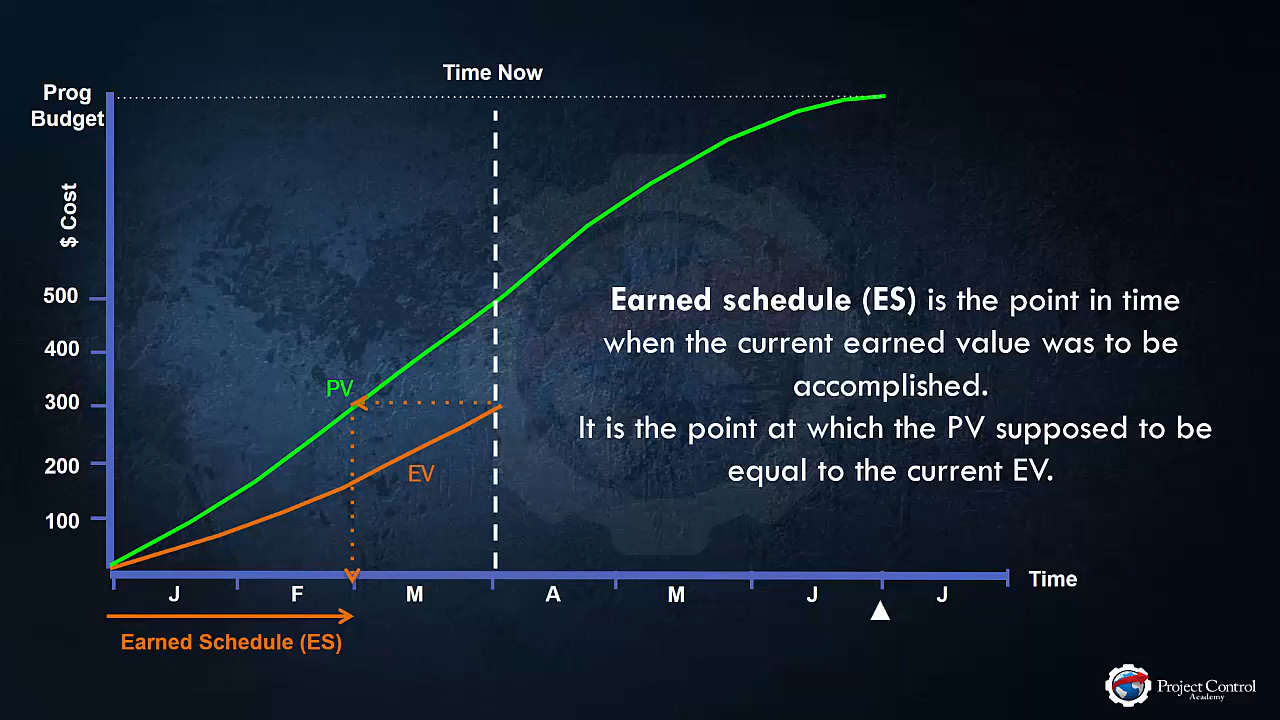 Time Now
Prog
Budget
$ Cost
500
400
300
200
100
PV
EV
Earned schedule (ES) is the point in time
when the current earned value was to be
accomplished.
It is the point at which the PV supposed to be
equal to the current EV.
J F M A M J J
Time
Earned Schedule (ES)
Project Control
Academy